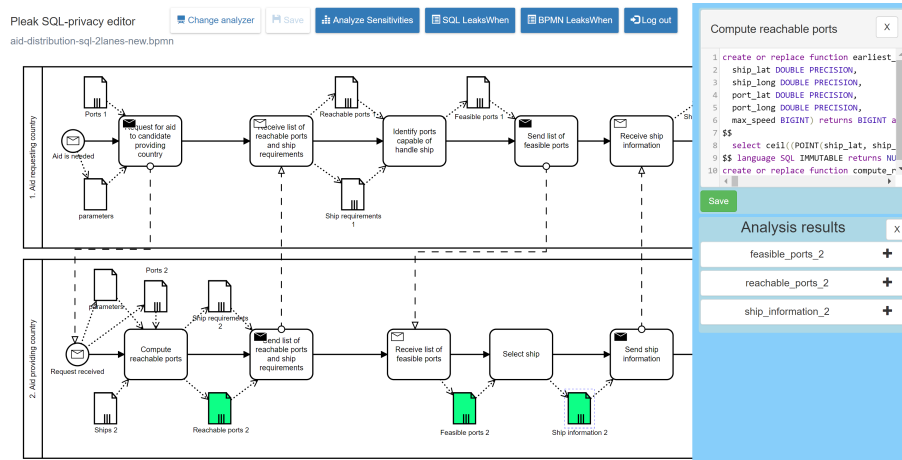 Pleak SQL-privacy editor
Change analyzer
Save
Analyze Sensitivities
SQL LeaksWhen
BPMN LeaksWhen
Log out
aid-distribution-sql-2lanes-new.bpmn
1. Aid requesting country
Ports 1
Aid is needed
parameters
Request for aid
to candidate
providing
country
Receive list of
reachable ports
and ship
requirements
Reachable ports 1
Ship requirements
1
Identify ports
capable of
handle ship
Feasible ports 1
Send list of
feasible ports
Receive ship
information
Sh
2. Aid providing country
Request received
parameters
Ports 2
Ships 2
Compute
reachable ports
Ship requirements
2
Reachable ports 2
Send list of
reachable ports
and ship
requirements
Receive list of
feasible ports
Feasible ports 2
Select ship
Ship information 2
Send ship
information
Compute reachable ports
X
1 create or replace function earliest_
2 ship_lat DOUBLE PRECISION,
3 ship_long DOUBLE PRECISION,
4 port_lat DOUBLE PRECISION,
5 port_long DOUBLE PRECISION,
6 max_speed BIGINT) returns BIGINT a
7 $$
8 select ceil((POINT(ship_lat, ship_
9 $$ language SQL IMMUTABLE returns NU
10 create or replace function compute_r
Save
Analysis results
X
feasible_ports_2
reachable_ports_2
ship_information_2